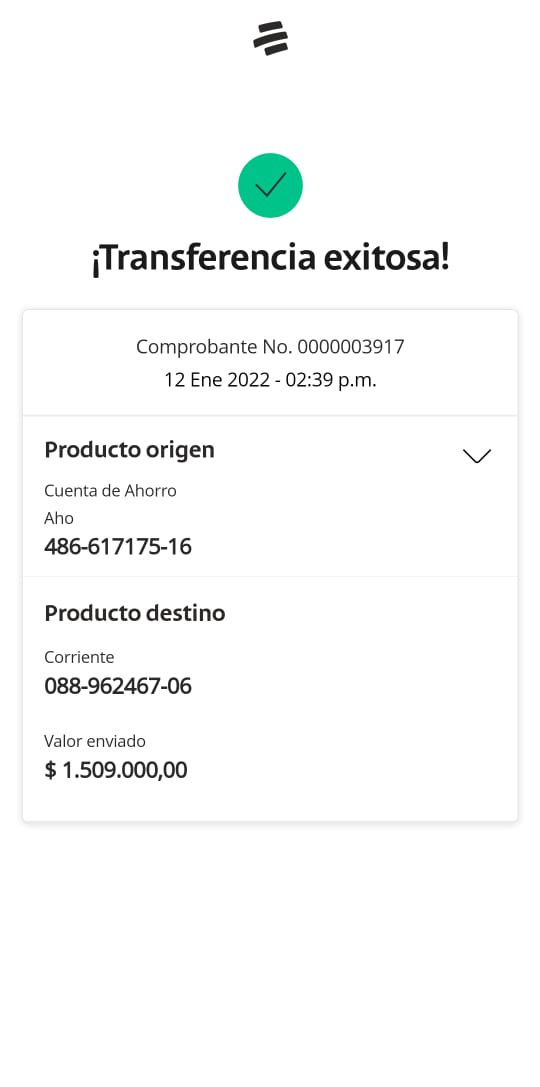 ¡Transferencia exitosa!
Comprobante No. 0000003917
12 Ene 2022 - 02:39 p.m.
Producto origen
Cuenta de Ahorro
Aho
486-617175-16
Producto destino
Corriente
088-962467-06
Valor enviado
$ 1.509.000,00